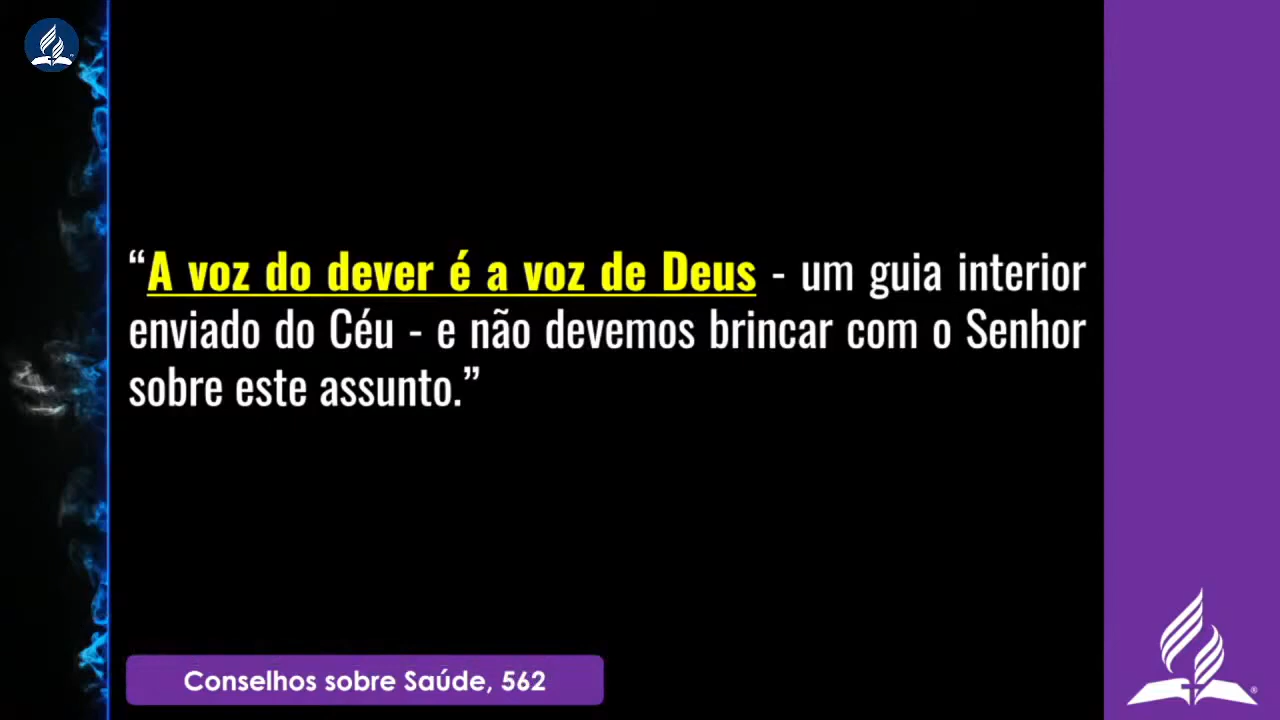 “A voz do dever é a voz de Deus - um guia interior
enviado do Céu - e não devemos brincar com o Senhor
sobre este assunto.”
Conselhos sobre Saúde, 562